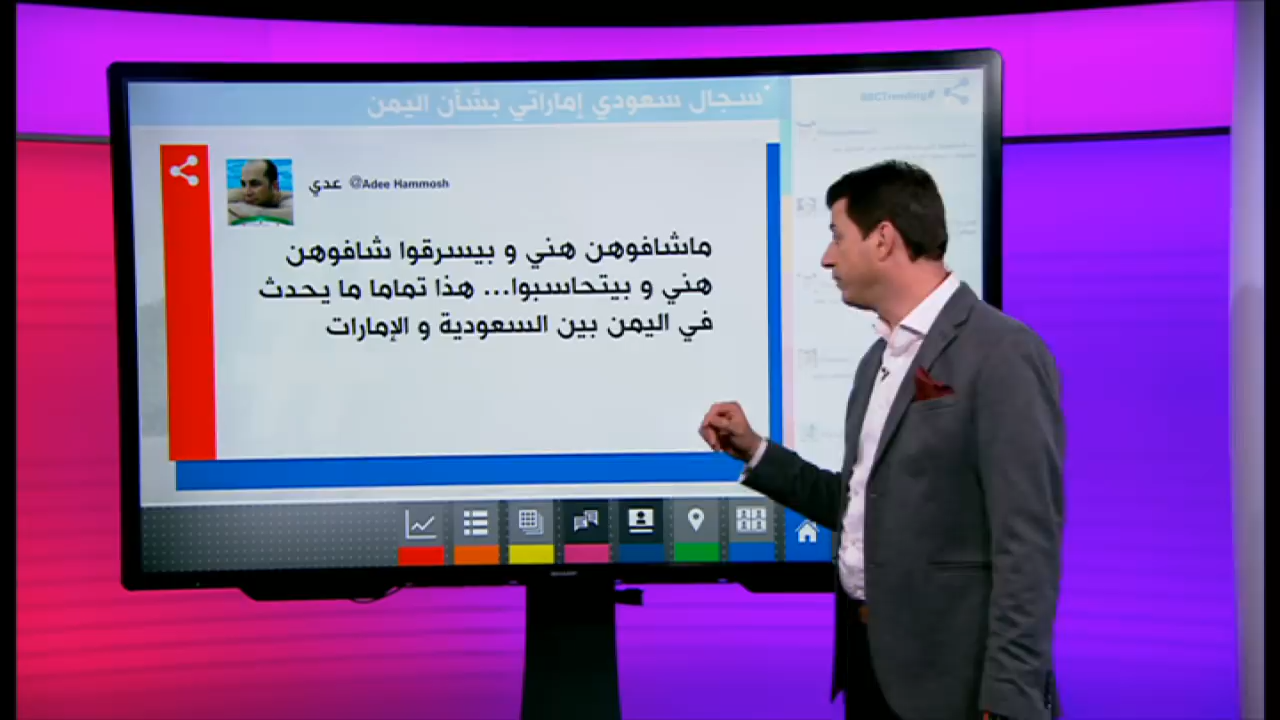 سجال سعودي إماراتي بشأن اليمن
#BBCTrending
عدي @Adee Hammosh
ماشافوهن هني و بيسرقوا شافوهن
هني و بيتحاسبوا... هذا تماما ما يحدث
في اليمن بين السعودية و الإمارات
SHARP